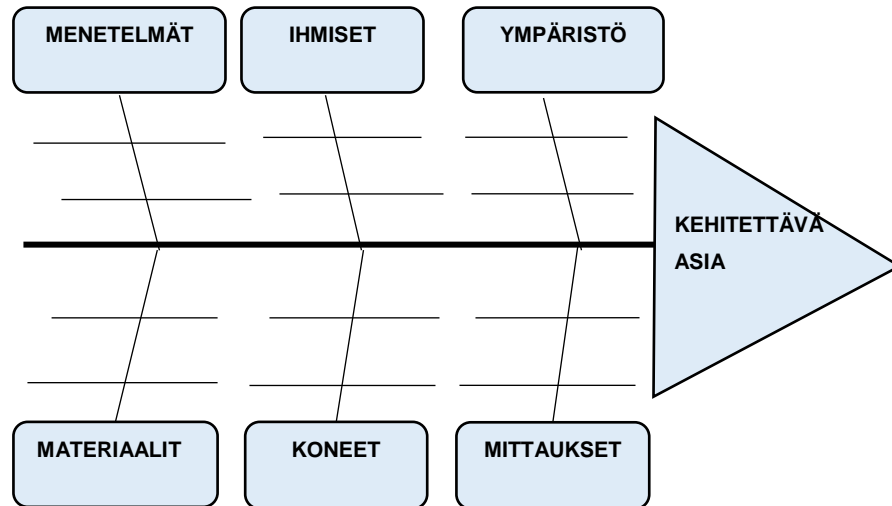 MENETELMÄT
IHMISET
YMPÄRISTÖ
KEHITETTÄVÄ
ASIA
MATERIAALIT
KONEET
MITTAUKSET